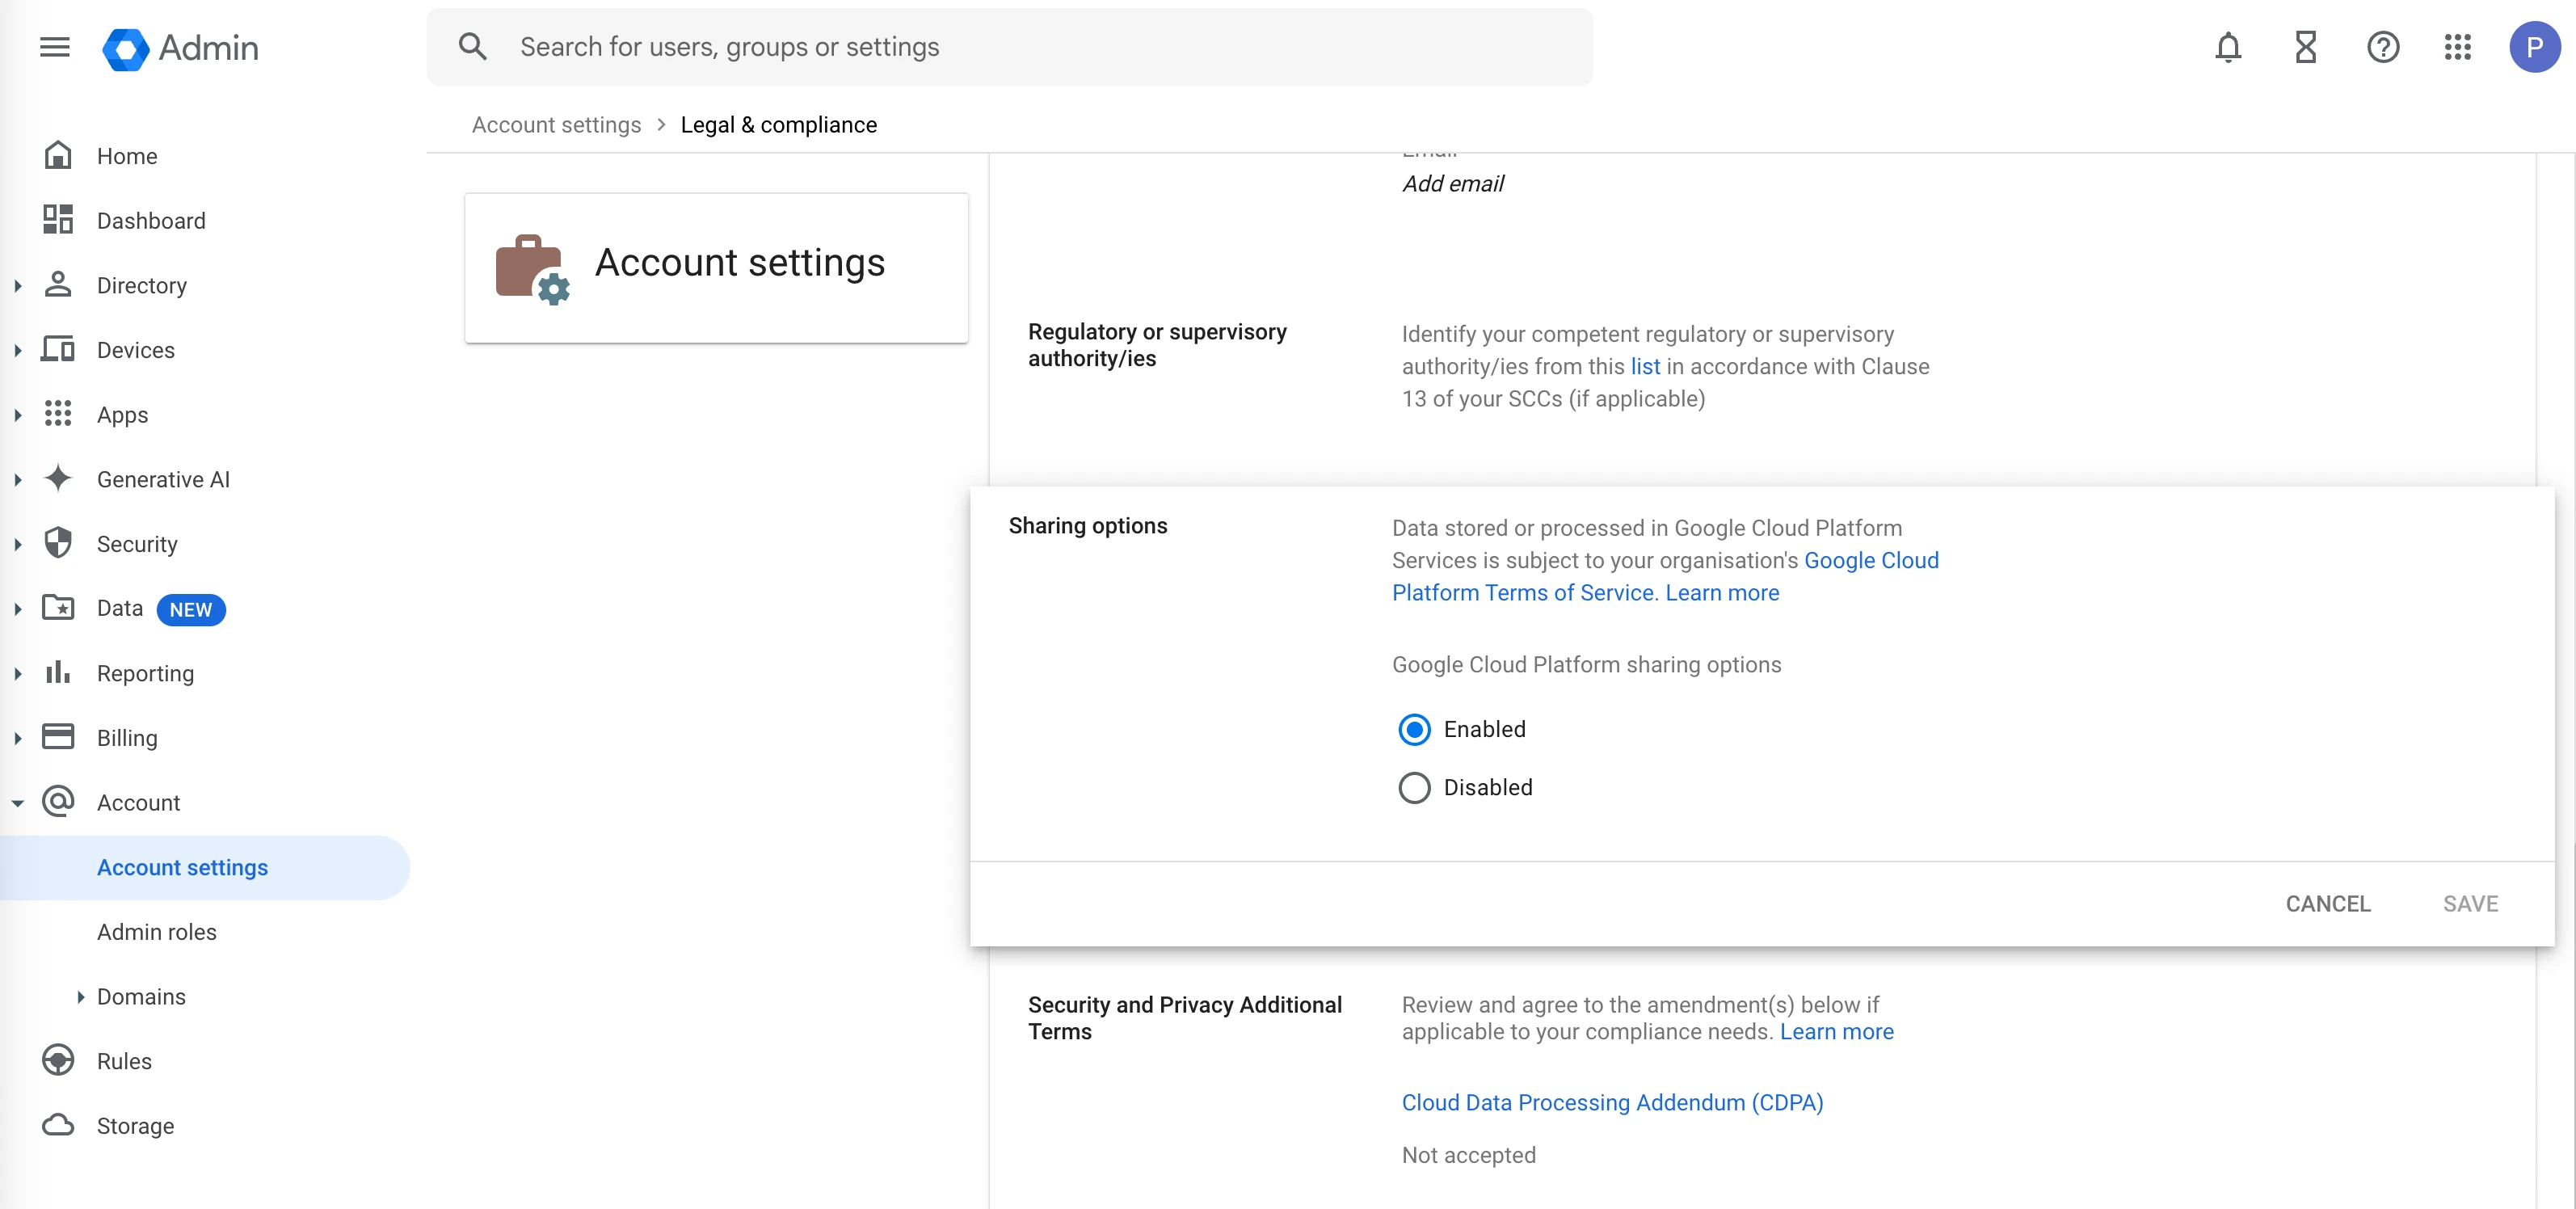 Admin
Search for users, groups or settings
P
Account settings > Legal & compliance
Home
Dashboard
Directory
Devices
Apps
Generative AI
Security
Data NEW
Reporting
Billing
Account
Account settings
Admin roles
Domains
Rules
Storage
Account settings
Email
Add email
Regulatory or supervisory
authority/ies
Identify your competent regulatory or supervisory
authority/ies from this list in accordance with Clause
13 of your SCCs (if applicable)
Sharing options
Data stored or processed in Google Cloud Platform
Services is subject to your organisation's Google Cloud
Platform Terms of Service. Learn more
Google Cloud Platform sharing options
Enabled
Disabled
CANCEL
SAVE
Security and Privacy Additional
Terms
Review and agree to the amendment(s) below if
applicable to your compliance needs. Learn more
Cloud Data Processing Addendum (CDPA)
Not accepted